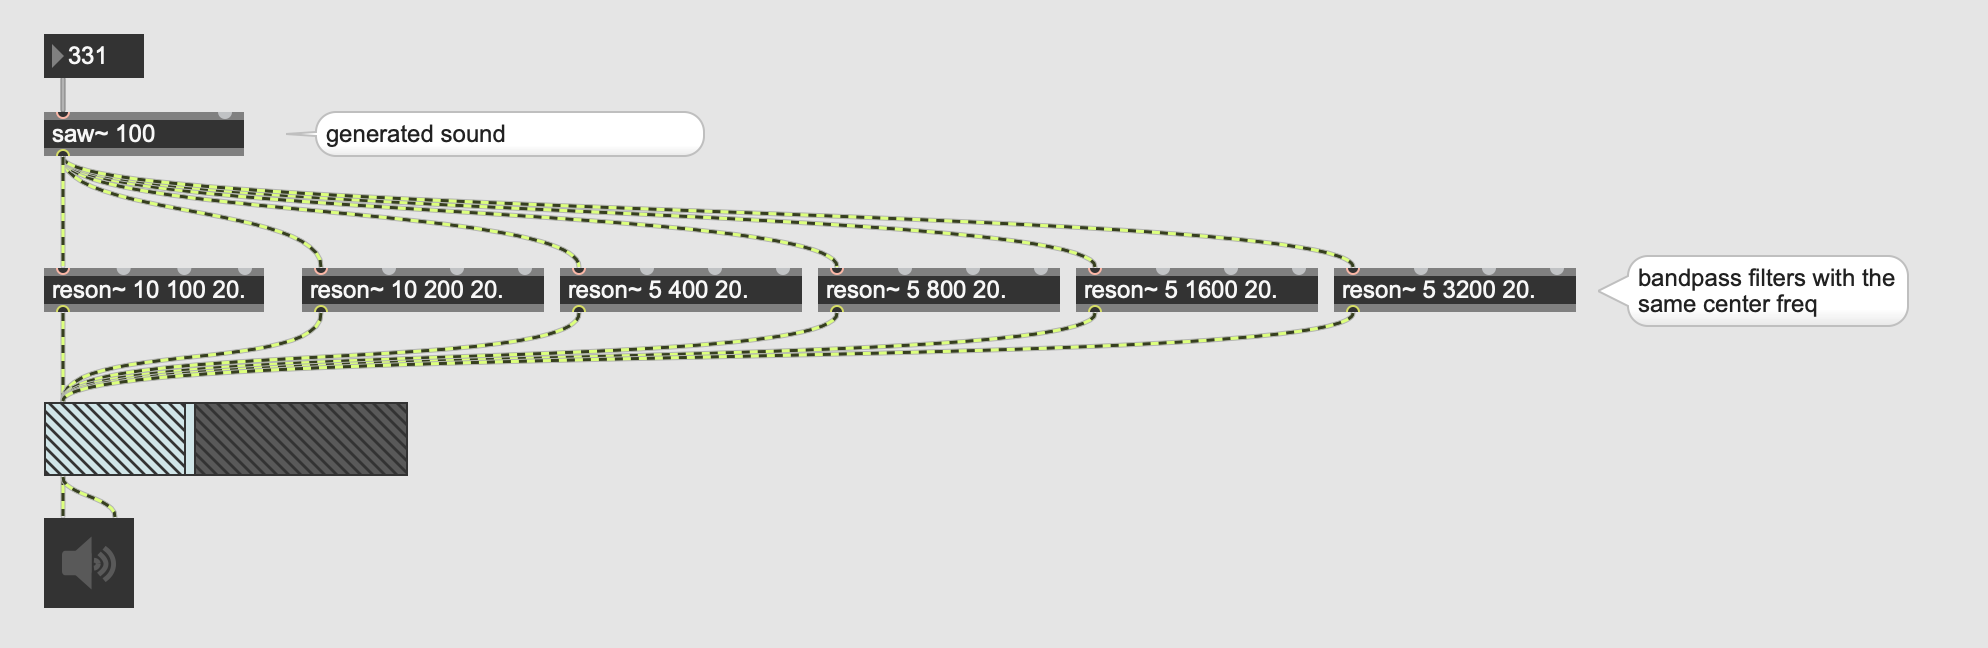 331
saw~ 100
generated sound
reson~ 10 100 20.
reson~ 10 200 20.
reson~ 5 400 20.
reson~ 5 800 20.
reson~ 5 1600 20.
reson~ 5 3200 20.
bandpass filters with the
same center freq